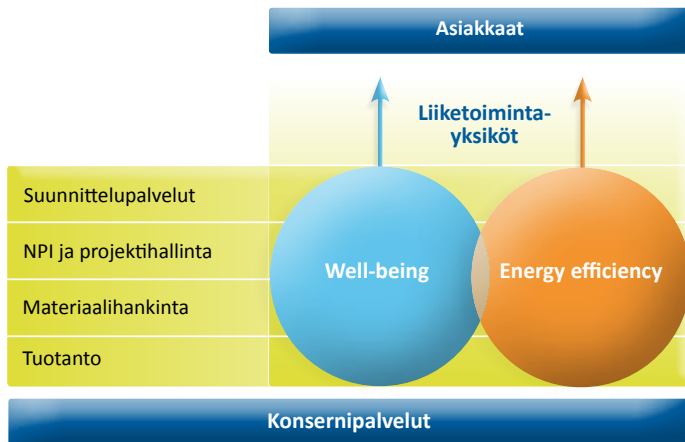 Asiakkaat
Liiketoiminta-
yksiköt
Suunnittelupalvelut
NPI ja projektihallinta
Materiaalihankinta
Tuotanto
Well-being
Energy efficiency
Konsernipalvelut